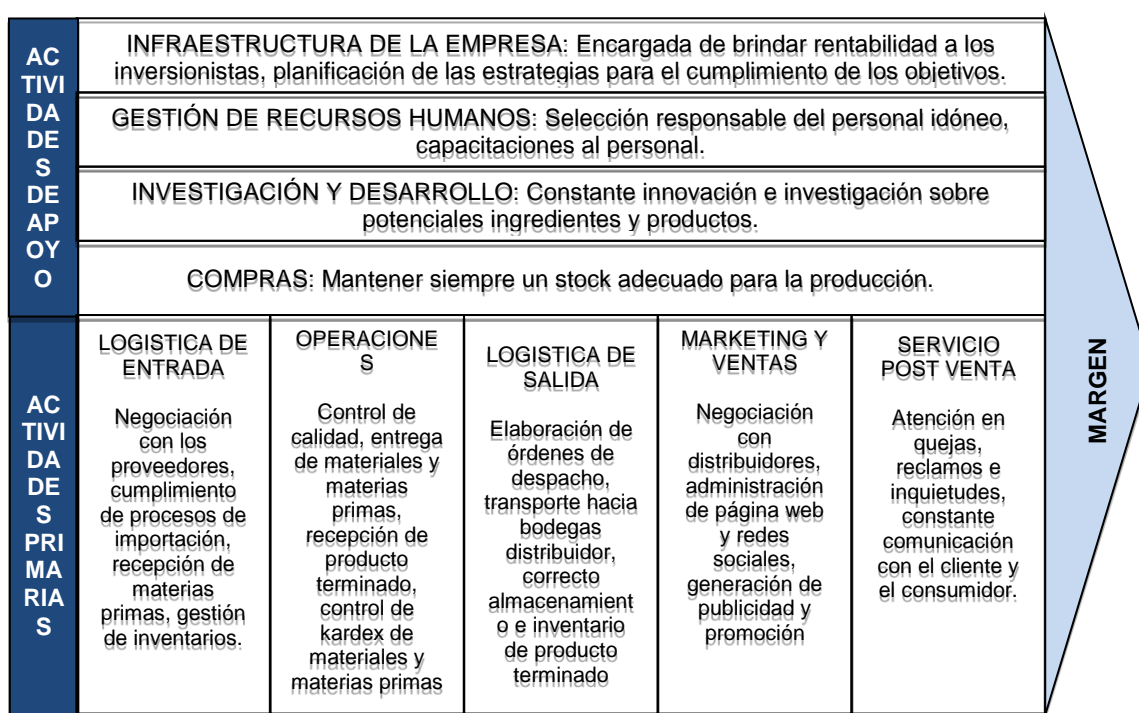 AC
TIVI
DA
DE
S
DE
AP
OY
O
INFRAESTRUCTURA DE LA EMPRESA: Encargada de brindar rentabilidad a los
inversionistas, planificación de las estrategias para el cumplimiento de los objetivos.
GESTIÓN DE RECURSOS HUMANOS: Selección responsable del personal idóneo,
capacitaciones al personal.
INVESTIGACIÓN Y DESARROLLO: Constante innovación e investigación sobre
potenciales ingredientes y productos.
COMPRAS: Mantener siempre un stock adecuado para la producción.
AC
TIVI
DA
DE
S
PRI
MA
RIA
S
LOGISTICA DE
ENTRADA
Negociación
con los
proveedores,
cumplimiento
de procesos de
importación,
recepción de
materias
primas, gestión
de inventarios.
OPERACIONE
S
Control de
calidad, entrega
de materiales y
materias
primas,
recepción de
producto
terminado,
control de
kardex de
materiales y
materias primas
LOGISTICA DE
SALIDA
Elaboración de
órdenes de
despacho,
transporte hacia
bodegas
distribuidor,
correcto
almacenamient
o e inventario
de producto
terminado
MARKETING Y
VENTAS
Negociación
con
distribuidores,
administración
de página web
y redes
sociales,
generación de
publicidad y
promoción
SERVICIO
POST VENTA
Atención en
quejas,
reclamos e
inquietudes,
constante
comunicación
con el cliente y
el consumidor.
MARGEN